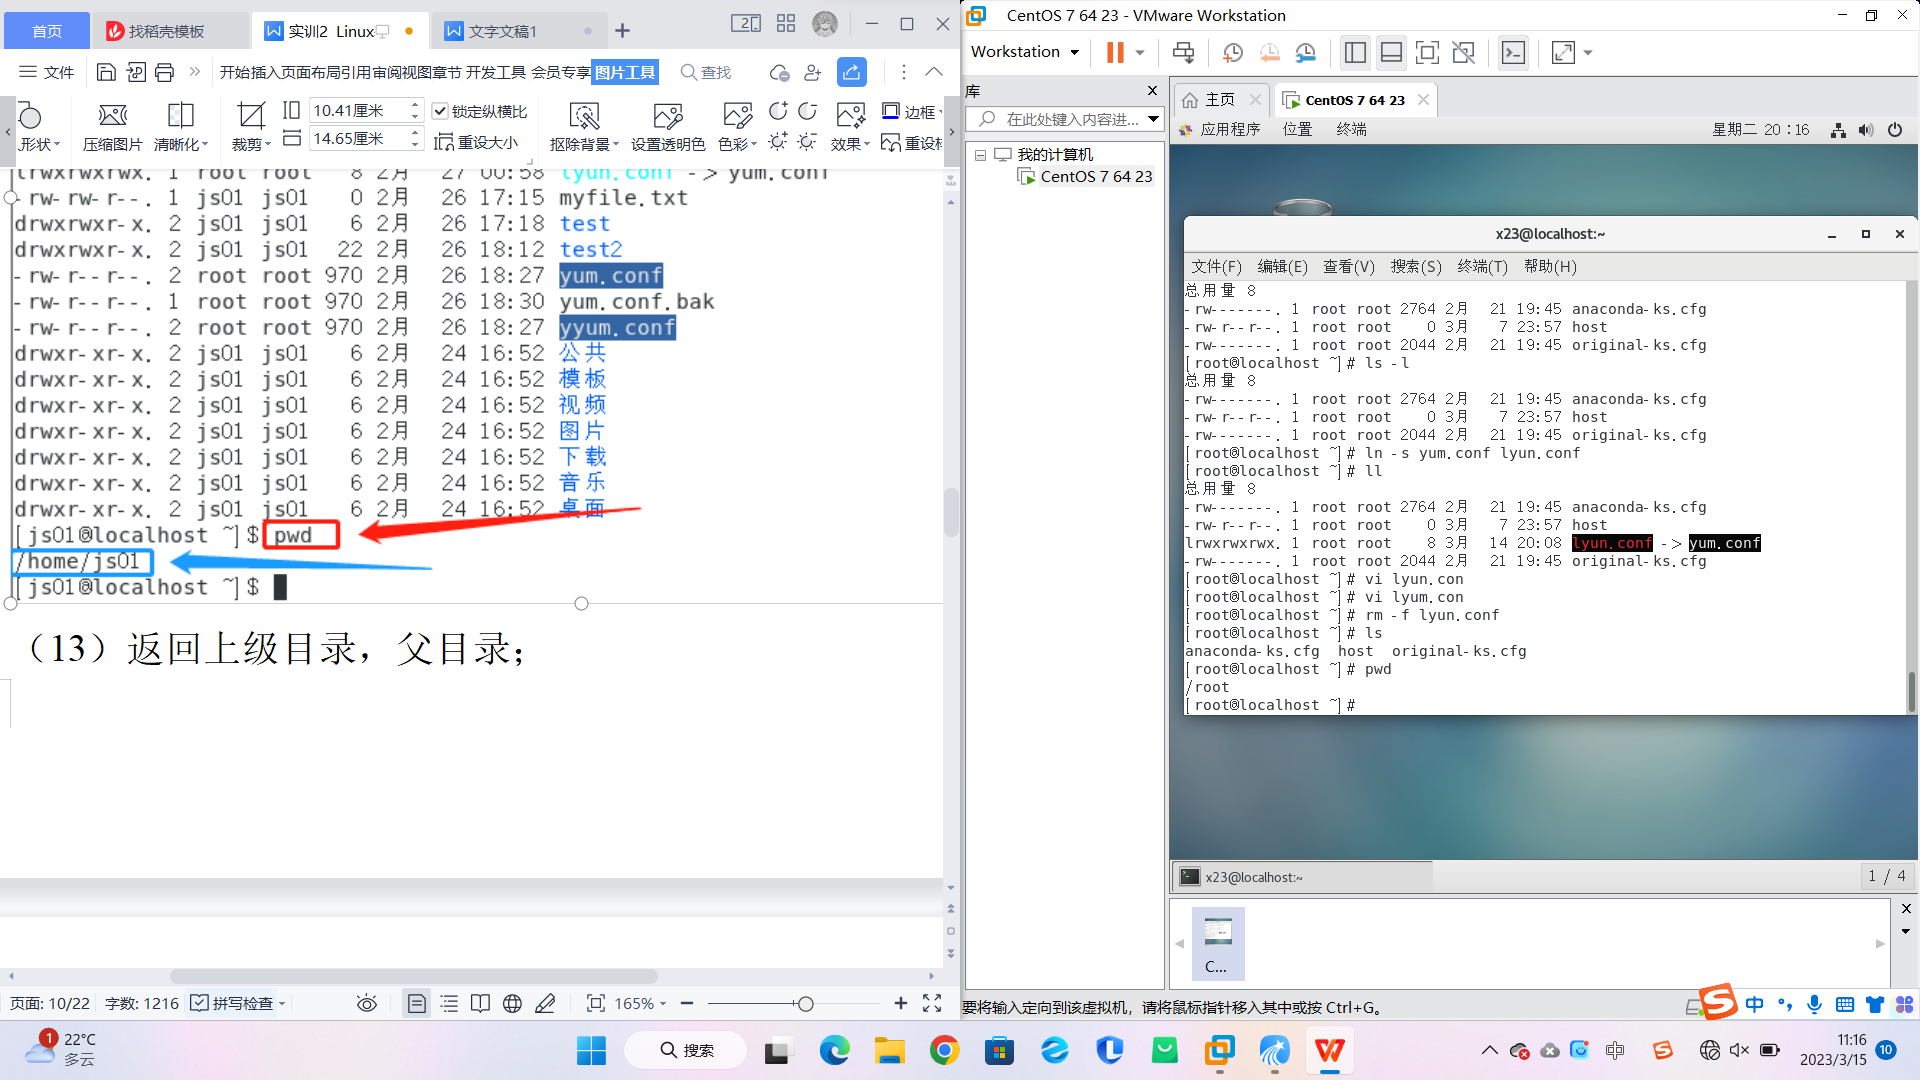 首页
找稻壳模板
实训2 Linux
文字文稿1
文件
开始 插入 页面布局 引用 审阅 视图 章节 开发工具 会员专享 图片工具
查找
形状
压缩图片
清晰化
裁剪
10.41厘米
14.65厘米
锁定纵横比
重设大小
抠除背景
设置透明色
色彩
效果
边框
重设样
lrwxrwxrwx. 1 root root 8 2月 27 00:58 lyun.conf -> yum.conf
-rw-rw-r--. 1 js01 js01 0 2月 26 17:15 myfile.txt
drwxrwxr-x. 2 js01 js01 6 2月 26 17:18 test
drwxrwxr-x. 2 js01 js01 22 2月 26 18:12 test2
-rw-r--r--. 2 root root 970 2月 26 18:27 yum.conf
-rw-r--r--. 1 root root 970 2月 26 18:30 yum.conf.bak
-rw-r--r--. 2 root root 970 2月 26 18:27 yyum.conf
drwxr-xr-x. 2 js01 js01 6 2月 24 16:52 公共
drwxr-xr-x. 2 js01 js01 6 2月 24 16:52 模板
drwxr-xr-x. 2 js01 js01 6 2月 24 16:52 视频
drwxr-xr-x. 2 js01 js01 6 2月 24 16:52 图片
drwxr-xr-x. 2 js01 js01 6 2月 24 16:52 下载
drwxr-xr-x. 2 js01 js01 6 2月 24 16:52 音乐
drwxr-xr-x. 2 js01 js01 6 2月 24 16:52 桌面
[js01@localhost ~]$ pwd
/home/js01
[js01@localhost ~]$
（13）返回上级目录，父目录；
页面: 10/22 字数: 1216 拼写检查 165%
CentOS 7 64 23 - VMware Workstation
Workstation
库
在此处键入内容进...
我的计算机
CentOS 7 64 23
主页
CentOS 7 64 23
应用程序 位置 终端 星期二 20：16
x23@localhost:~
文件(F) 编辑(E) 查看(V) 搜索(S) 终端(T) 帮助(H)
总用量 8
-rw-------. 1 root root 2764 2月 21 19:45 anaconda-ks.cfg
-rw-r--r--. 1 root root 0 3月 7 23:57 host
-rw-------. 1 root root 2044 2月 21 19:45 original-ks.cfg
[root@localhost ~]# ls -l
总用量 8
-rw-------. 1 root root 2764 2月 21 19:45 anaconda-ks.cfg
-rw-r--r--. 1 root root 0 3月 7 23:57 host
-rw-------. 1 root root 2044 2月 21 19:45 original-ks.cfg
[root@localhost ~]# ln -s yum.conf lyun.conf
[root@localhost ~]# ll
总用量 8
-rw-------. 1 root root 2764 2月 21 19:45 anaconda-ks.cfg
-rw-r--r--. 1 root root 0 3月 7 23:57 host
lrwxrwxrwx. 1 root root 8 3月 14 20:08 lyun.conf -> yum.conf
-rw-------. 1 root root 2044 2月 21 19:45 original-ks.cfg
[root@localhost ~]# vi lyun.con
[root@localhost ~]# vi lyum.con
[root@localhost ~]# rm -f lyun.conf
[root@localhost ~]# ls
anaconda-ks.cfg host original-ks.cfg
[root@localhost ~]# pwd
/root
[root@localhost ~]#
x23@localhost:~
1 / 4
C...
要将输入定向到该虚拟机，请将鼠标指针移入其中或按 Ctrl+G。
中
1
22°C
多云
搜索
中
11:16
2023/3/15
10